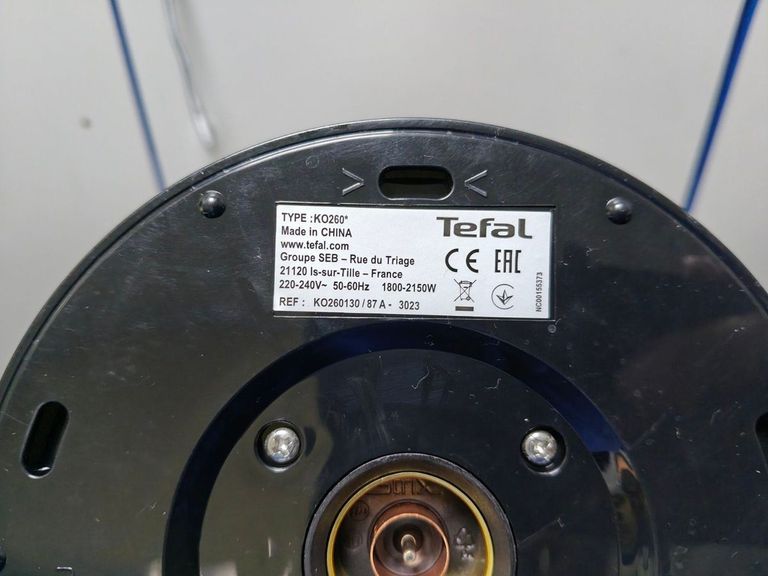 > <
TYPE :KO260*
Made in CHINA
www.tefal.com
Groupe SEB – Rue du Triage
21120 Is-sur-Tille – France
220-240V~ 50-60Hz 1800-2150W
REF : KO260130 / 87 A - 3023
Tefal
CE EAC
NC00155373